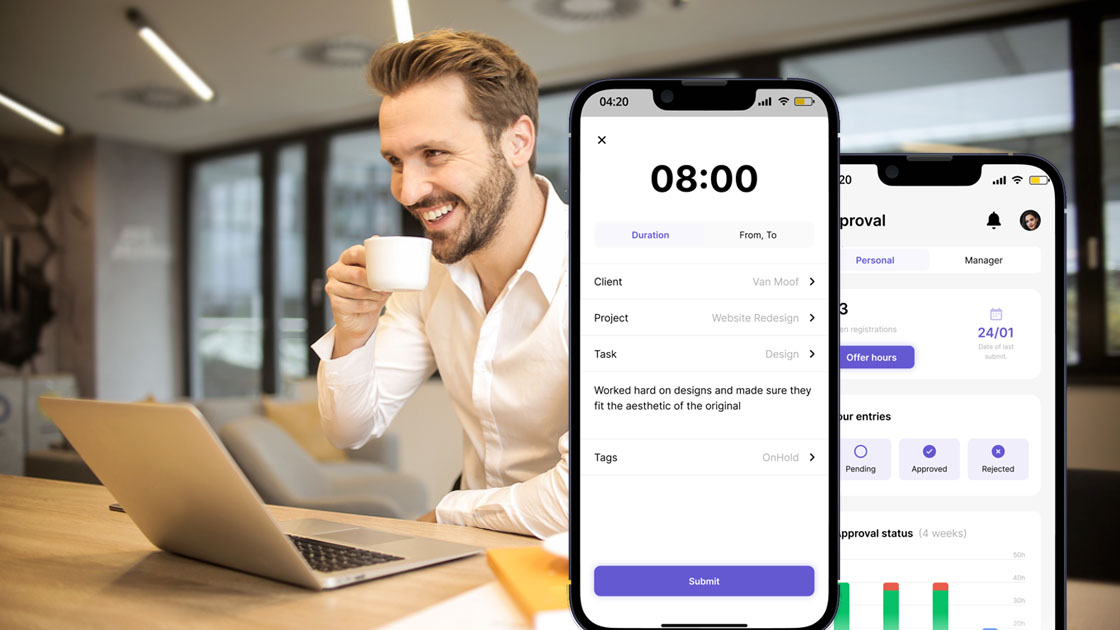 04:20
08:00
Duration
From, To
Client
Van Moof
Project
Website Redesign
Task
Design
Worked hard on designs and made sure they
fit the aesthetic of the original
Tags
OnHold
Submit
20
proval
Personal
Manager
3
en registrations
24/01
Date of last
submit.
Offer hours
our entries
Pending
Approved
Rejected
pproval status (4 weeks)
50h
40h
30h
20h